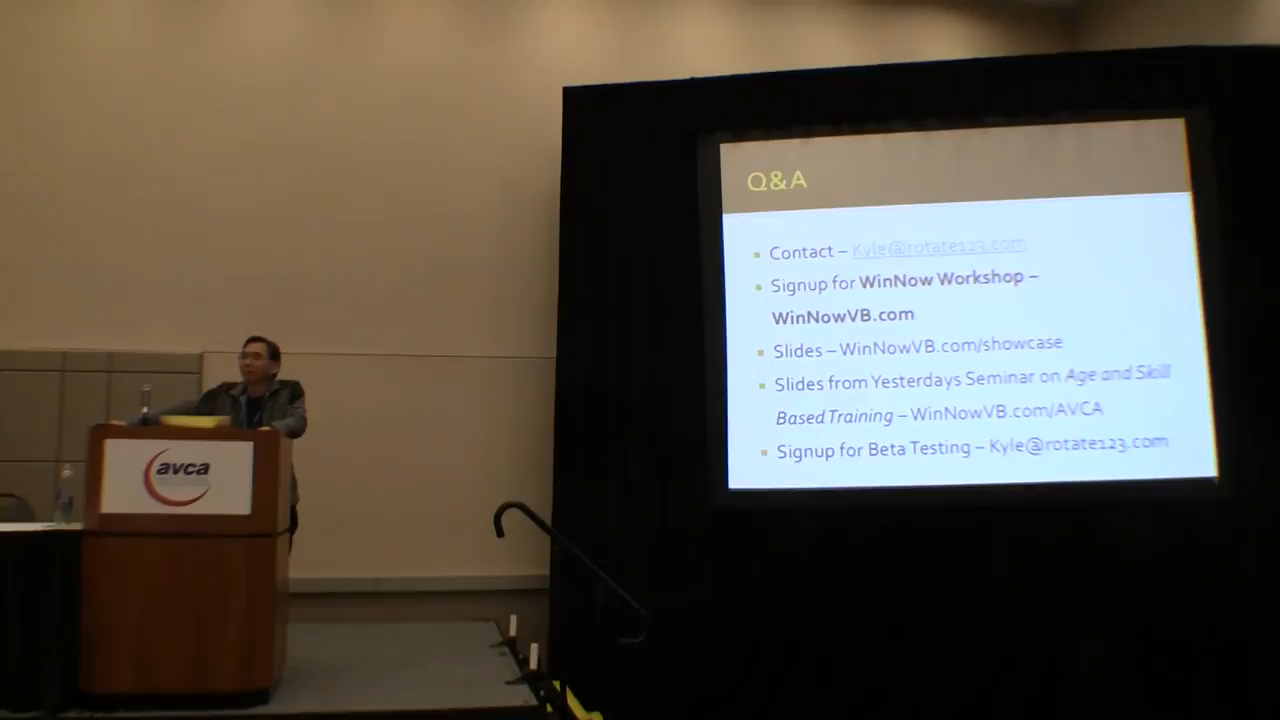 Q&A
Contact – Kyle@rotate123.com
Signup for WinNow Workshop –
WinNowVB.com
Slides – WinNowVB.com/showcase
Slides from Yesterdays Seminar on Age and Skill
Based Training – WinNowVB.com/AVCA
Signup for Beta Testing – Kyle@rotate123.com
avca